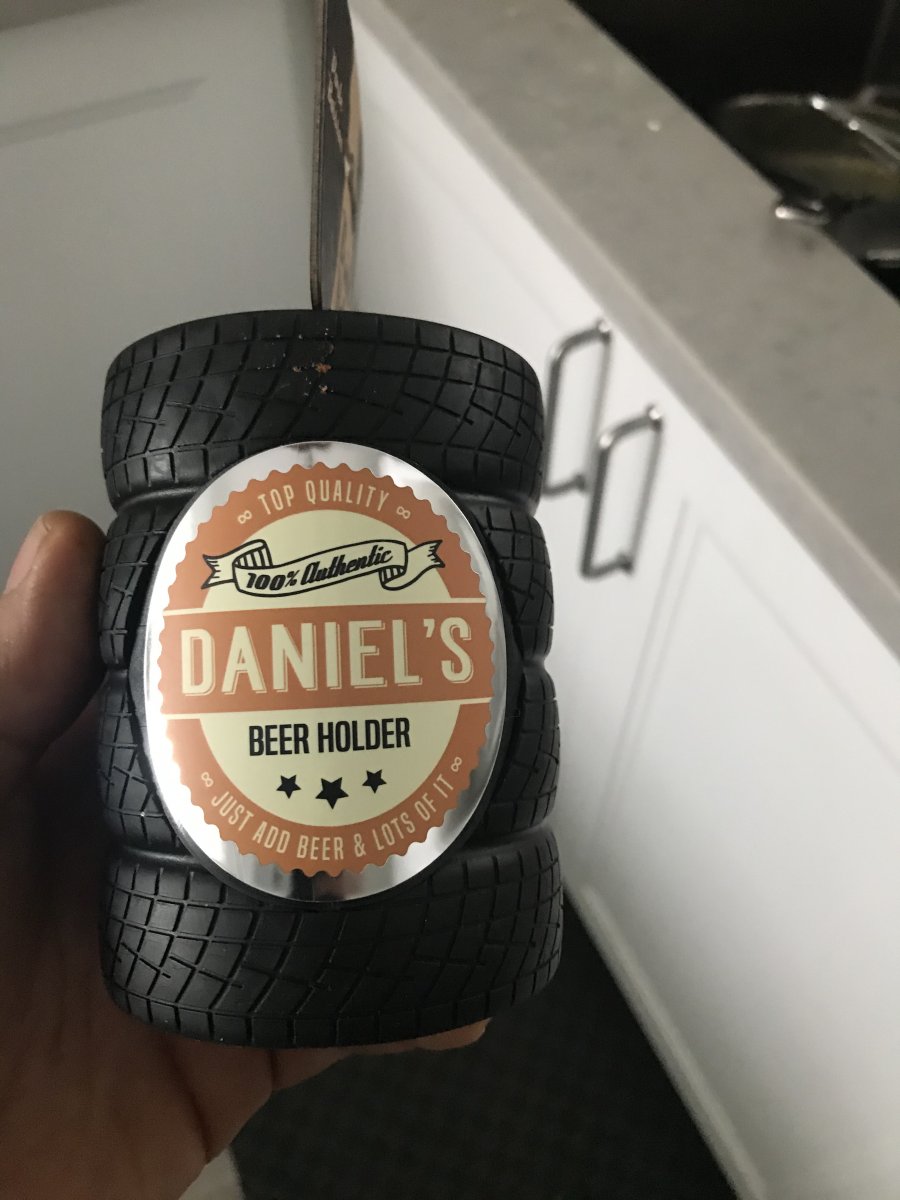 TOP QUALITY
100% Authentic
DANIEL'S
BEER HOLDER
JUST ADD BEER & LOTS OF IT